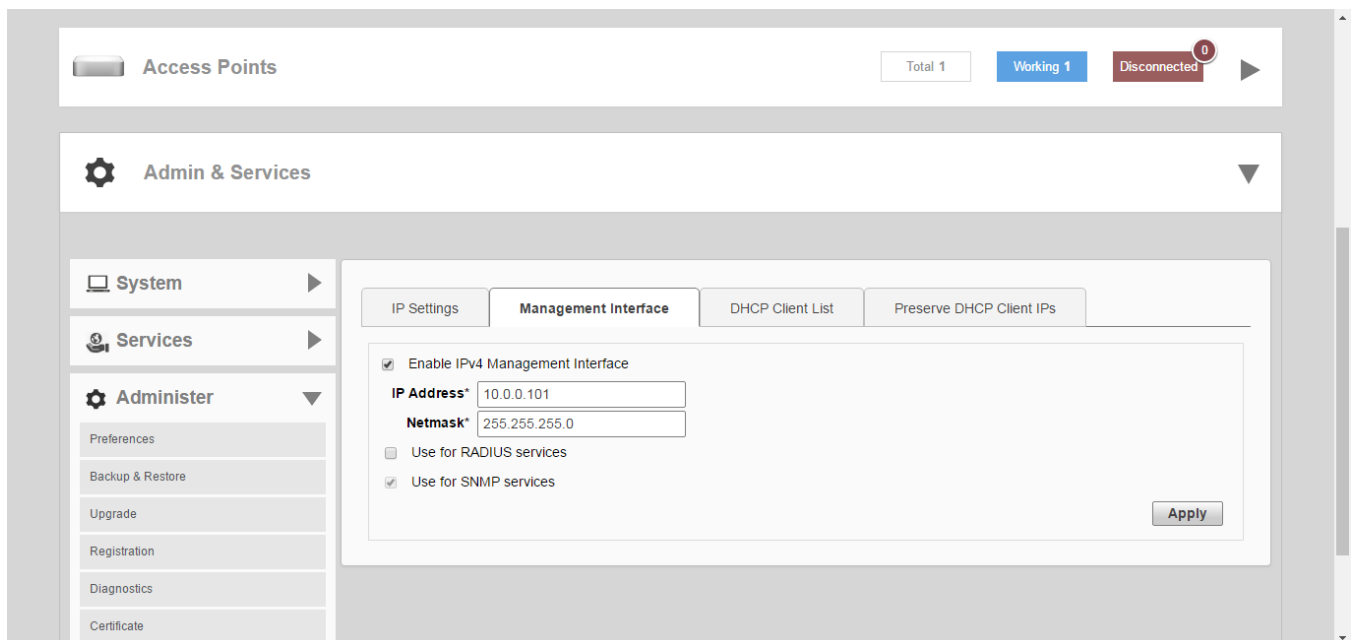 Access Points
Total 1
Working 1
Disconnected
0
Admin & Services
System
Services
Administer
Preferences
Backup & Restore
Upgrade
Registration
Diagnostics
Certificate
IP Settings
Management Interface
DHCP Client List
Preserve DHCP Client IPs
Enable IPv4 Management Interface
IP Address* 10.0.0.101
Netmask* 255.255.255.0
Use for RADIUS services
Use for SNMP services
Apply